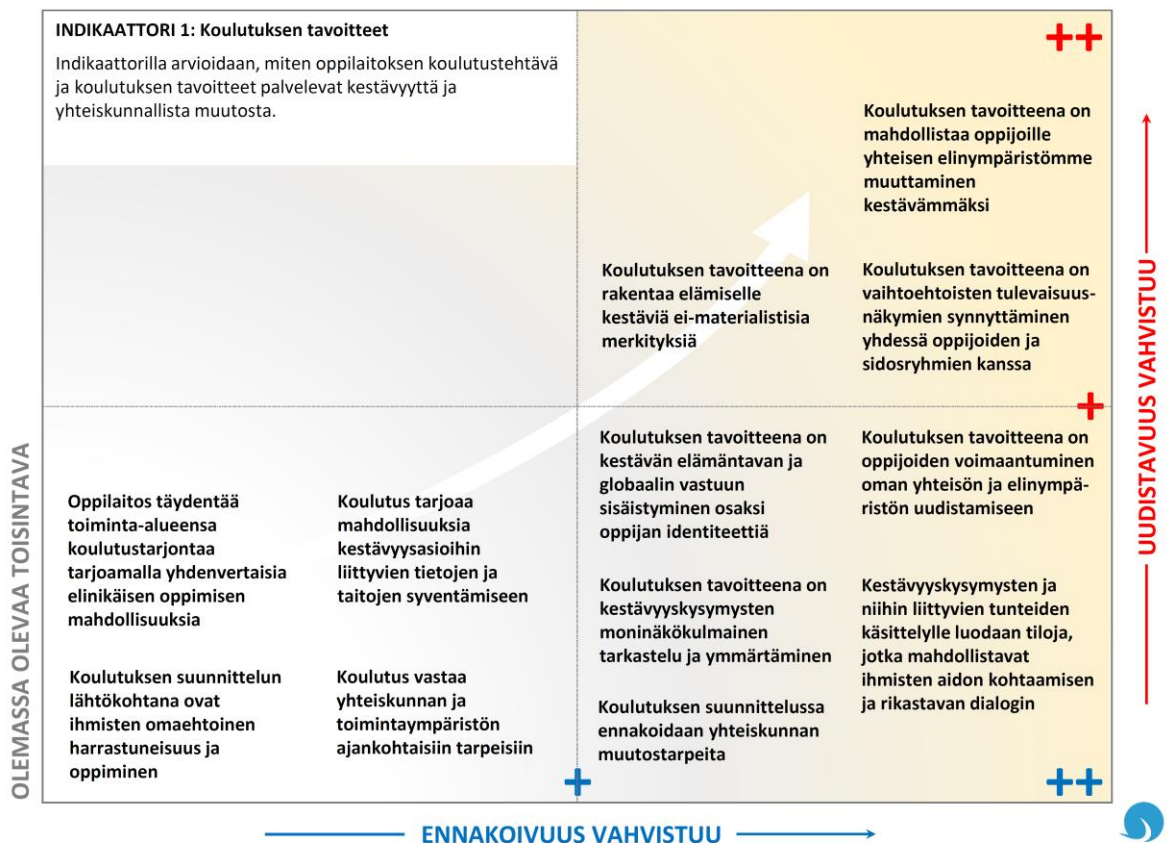 INDIKAATTORI 1: Koulutuksen tavoitteet
Indikaattorilla arvioidaan, miten oppilaitoksen koulutustehtävä
ja koulutuksen tavoitteet palvelevat kestävyyttä ja
yhteiskunnallista muutosta.
++
Koulutuksen tavoitteena on
mahdollistaa oppijoille
yhteisen elinympäristömme
muuttaminen
kestävämmäksi
Koulutuksen tavoitteena on
rakentaa elämiselle
kestäviä ei-materialistisia
merkityksiä
Koulutuksen tavoitteena on
vaihtoehtoisten tulevaisuus-
näkymien synnyttäminen
yhdessä oppijoiden ja
sidosryhmien kanssa
+
Oppilaitos täydentää
toiminta-alueensa
koulutustarjontaa
tarjoamalla yhdenvertaisia
elinikäisen oppimisen
mahdollisuuksia
Koulutus tarjoaa
mahdollisuuksia
kestävyysasioihin
liittyvien tietojen ja
taitojen syventämiseen
Koulutuksen tavoitteena on
kestävän elämäntavan ja
globaalin vastuun
sisäistyminen osaksi
oppijan identiteettiä
Koulutuksen tavoitteena on
oppijoiden voimaantuminen
oman yhteisön ja elinympä-
ristön uudistamiseen
Koulutuksen tavoitteena on
kestävyyskysymysten
moninäkökulmainen
tarkastelu ja ymmärtäminen
Kestävyyskysymysten ja
niihin liittyvien tunteiden
käsittelylle luodaan tiloja,
jotka mahdollistavat
ihmisten aidon kohtaamisen
ja rikastavan dialogin
Koulutuksen suunnittelun
lähtökohtana ovat
ihmisten omaehtoinen
harrastuneisuus ja
oppiminen
Koulutus vastaa
yhteiskunnan ja
toimintaympäristön
ajankohtaisiin tarpeisiin
Koulutuksen suunnittelussa
ennakoidaan yhteiskunnan
muutostarpeita
+
++
OLEMASSA OLEVAA TOISINTAVA
UUDISTAVUUS VAHVISTUU
ENNAKOIVUUS VAHVISTUU